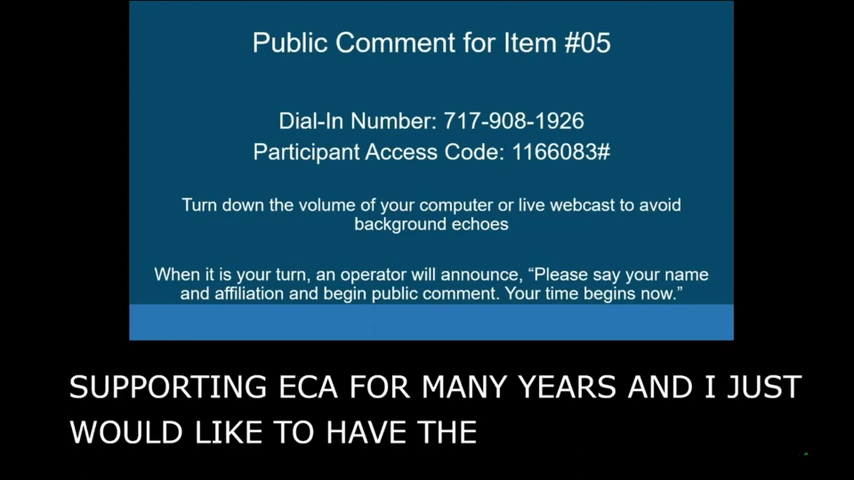 Public Comment for Item #05
Dial-In Number: 717-908-1926
Participant Access Code: 1166083#
Turn down the volume of your computer or live webcast to avoid
background echoes
When it is your turn, an operator will announce, “Please say your name
and affiliation and begin public comment. Your time begins now.”
SUPPORTING ECA FOR MANY YEARS AND I JUST
WOULD LIKE TO HAVE THE